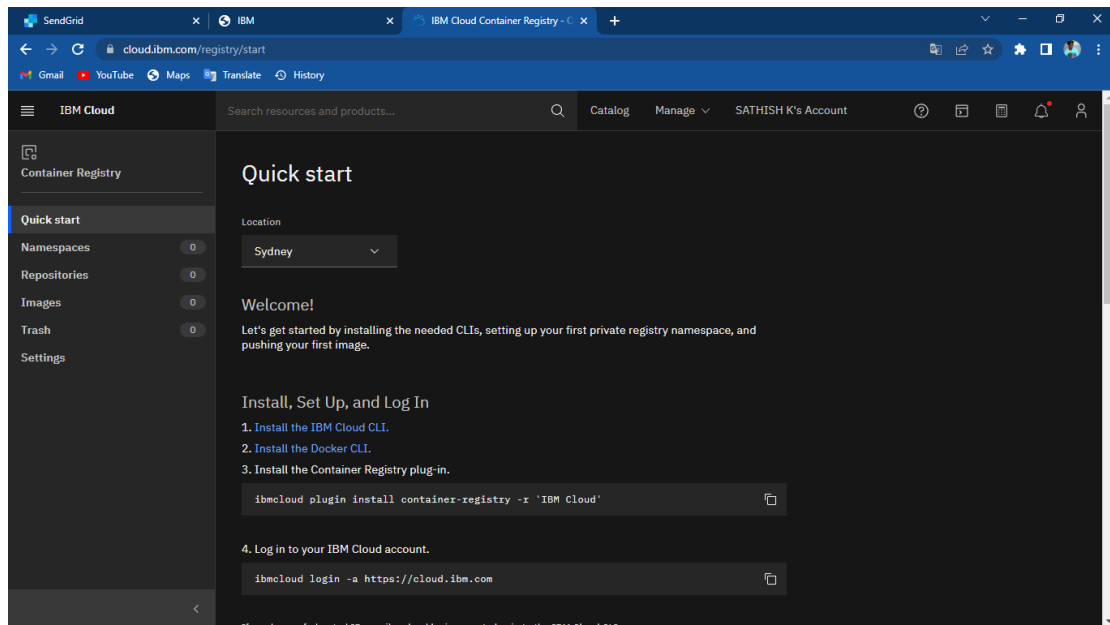 SendGrid
IBM
IBM Cloud Container Registry - C
cloud.ibm.com/registry/start
Gmail
YouTube
Maps
Translate
History
IBM Cloud
Search resources and products...
Catalog
Manage
SATHISH K's Account
Container Registry
Quick start
Namespaces 0
Repositories 0
Images 0
Trash 0
Settings
Quick start
Location
Sydney
Welcome!
Let's get started by installing the needed CLIs, setting up your first private registry namespace, and
pushing your first image.
Install, Set Up, and Log In
1. Install the IBM Cloud CLI.
2. Install the Docker CLI.
3. Install the Container Registry plug-in.
ibmcloud plugin install container-registry -r 'IBM Cloud'
4. Log in to your IBM Cloud account.
ibmcloud login -a https://cloud.ibm.com